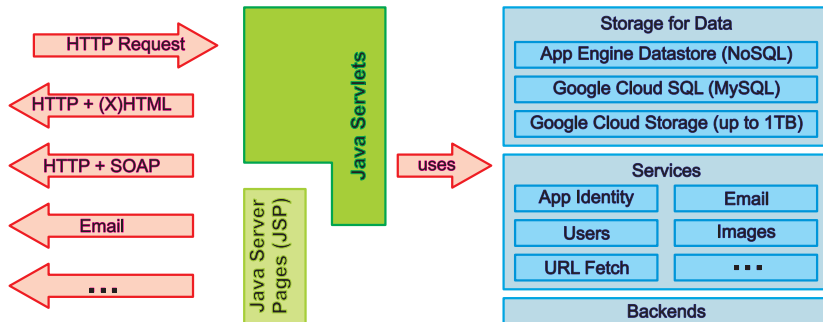 HTTP Request
HTTP + (X)HTML
HTTP + SOAP
Email
...
Java Servlets
Java Server
Pages (JSP)
uses
Storage for Data
App Engine Datastore (NoSQL)
Google Cloud SQL (MySQL)
Google Cloud Storage (up to 1TB)
Services
App Identity
Email
Users
Images
URL Fetch
...
Backends